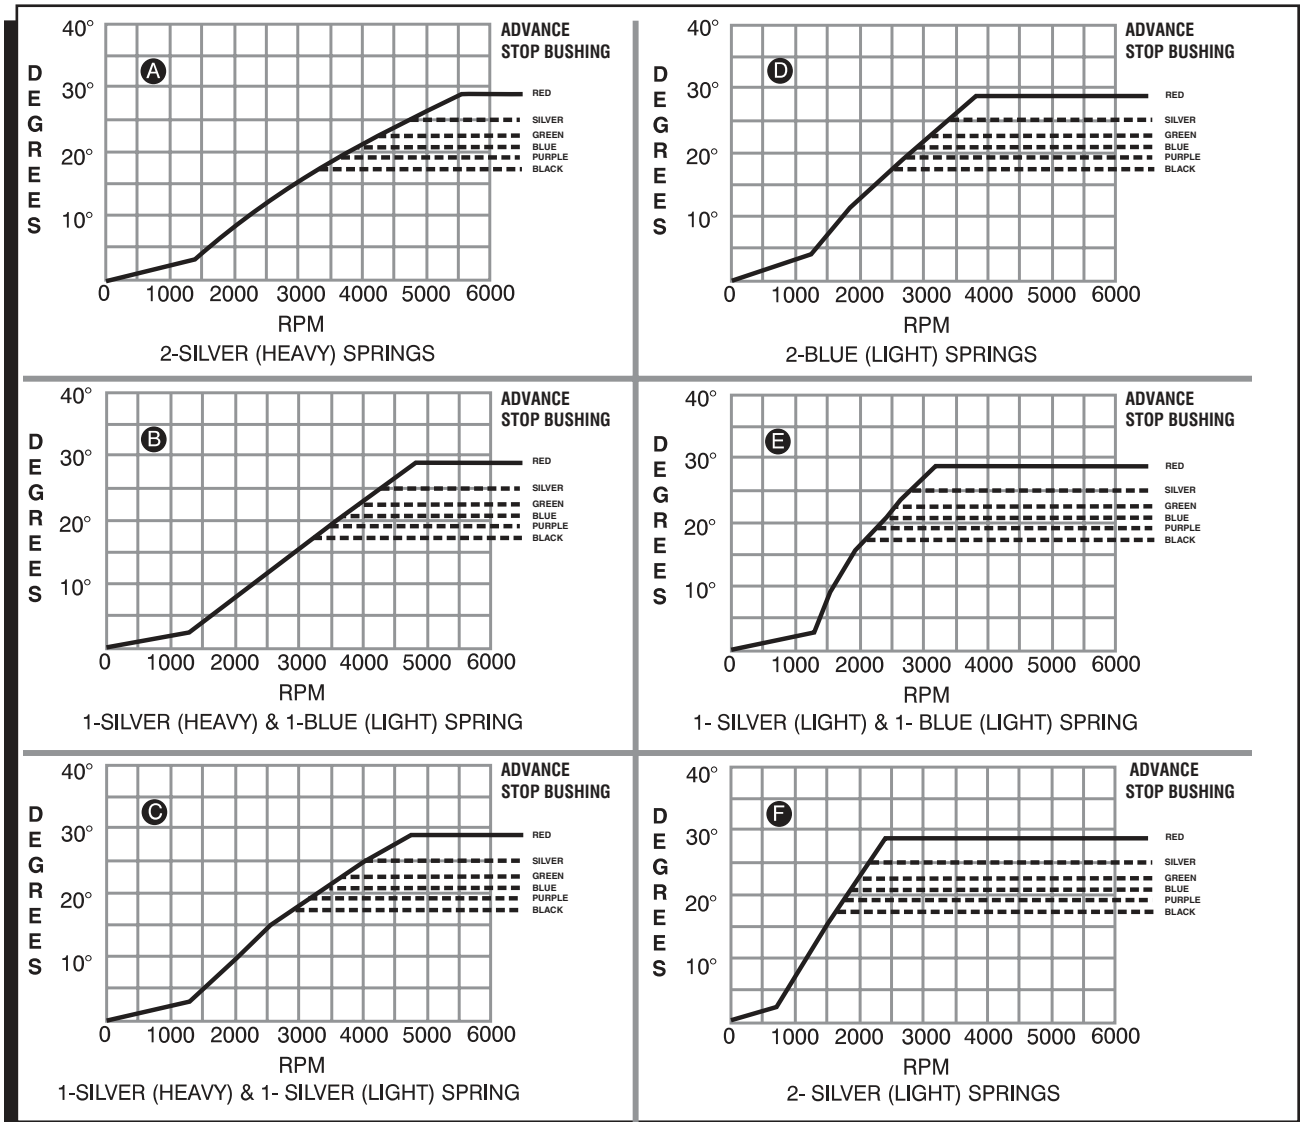 ADVANCE
STOP BUSHING
DEGREES
A
40°
30°
20°
10°
RED
SILVER
GREEN
BLUE
PURPLE
BLACK
0 1000 2000 3000 4000 5000 6000
RPM
2-SILVER (HEAVY) SPRINGS
ADVANCE
STOP BUSHING
DEGREES
D
40°
30°
20°
10°
RED
SILVER
GREEN
BLUE
PURPLE
BLACK
0 1000 2000 3000 4000 5000 6000
RPM
2-BLUE (LIGHT) SPRINGS
ADVANCE
STOP BUSHING
DEGREES
B
40°
30°
20°
10°
RED
SILVER
GREEN
BLUE
PURPLE
BLACK
0 1000 2000 3000 4000 5000 6000
RPM
1-SILVER (HEAVY) & 1-BLUE (LIGHT) SPRING
ADVANCE
STOP BUSHING
DEGREES
E
40°
30°
20°
10°
RED
SILVER
GREEN
BLUE
PURPLE
BLACK
0 1000 2000 3000 4000 5000 6000
RPM
1- SILVER (LIGHT) & 1- BLUE (LIGHT) SPRING
ADVANCE
STOP BUSHING
DEGREES
C
40°
30°
20°
10°
RED
SILVER
GREEN
BLUE
PURPLE
BLACK
0 1000 2000 3000 4000 5000 6000
RPM
1-SILVER (HEAVY) & 1- SILVER (LIGHT) SPRING
ADVANCE
STOP BUSHING
DEGREES
F
40°
30°
20°
10°
RED
SILVER
GREEN
BLUE
PURPLE
BLACK
0 1000 2000 3000 4000 5000 6000
RPM
2- SILVER (LIGHT) SPRINGS